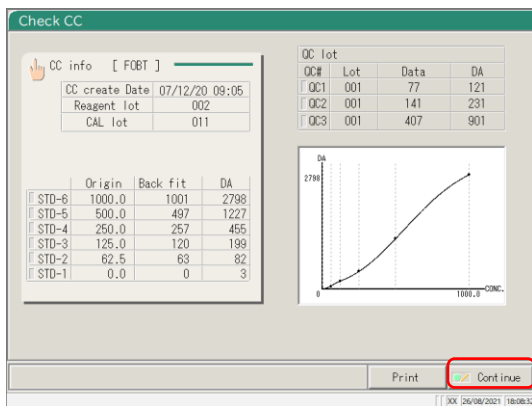 Check CC
CC info [ FOBT ]
CC create Date 07/12/20 09:05
Reagent lot 002
CAL lot 011
Origin Back fit DA
STD-6 1000.0 1001 2798
STD-5 500.0 497 1227
STD-4 250.0 257 455
STD-3 125.0 120 199
STD-2 62.5 63 82
STD-1 0.0 0 3
QC lot
QC# Lot Data DA
QC1 001 77 121
QC2 001 141 231
QC3 001 407 901
DA
2798
0 1000.0 CONC.
Print Continue
XX 26/08/2021 18:08:32